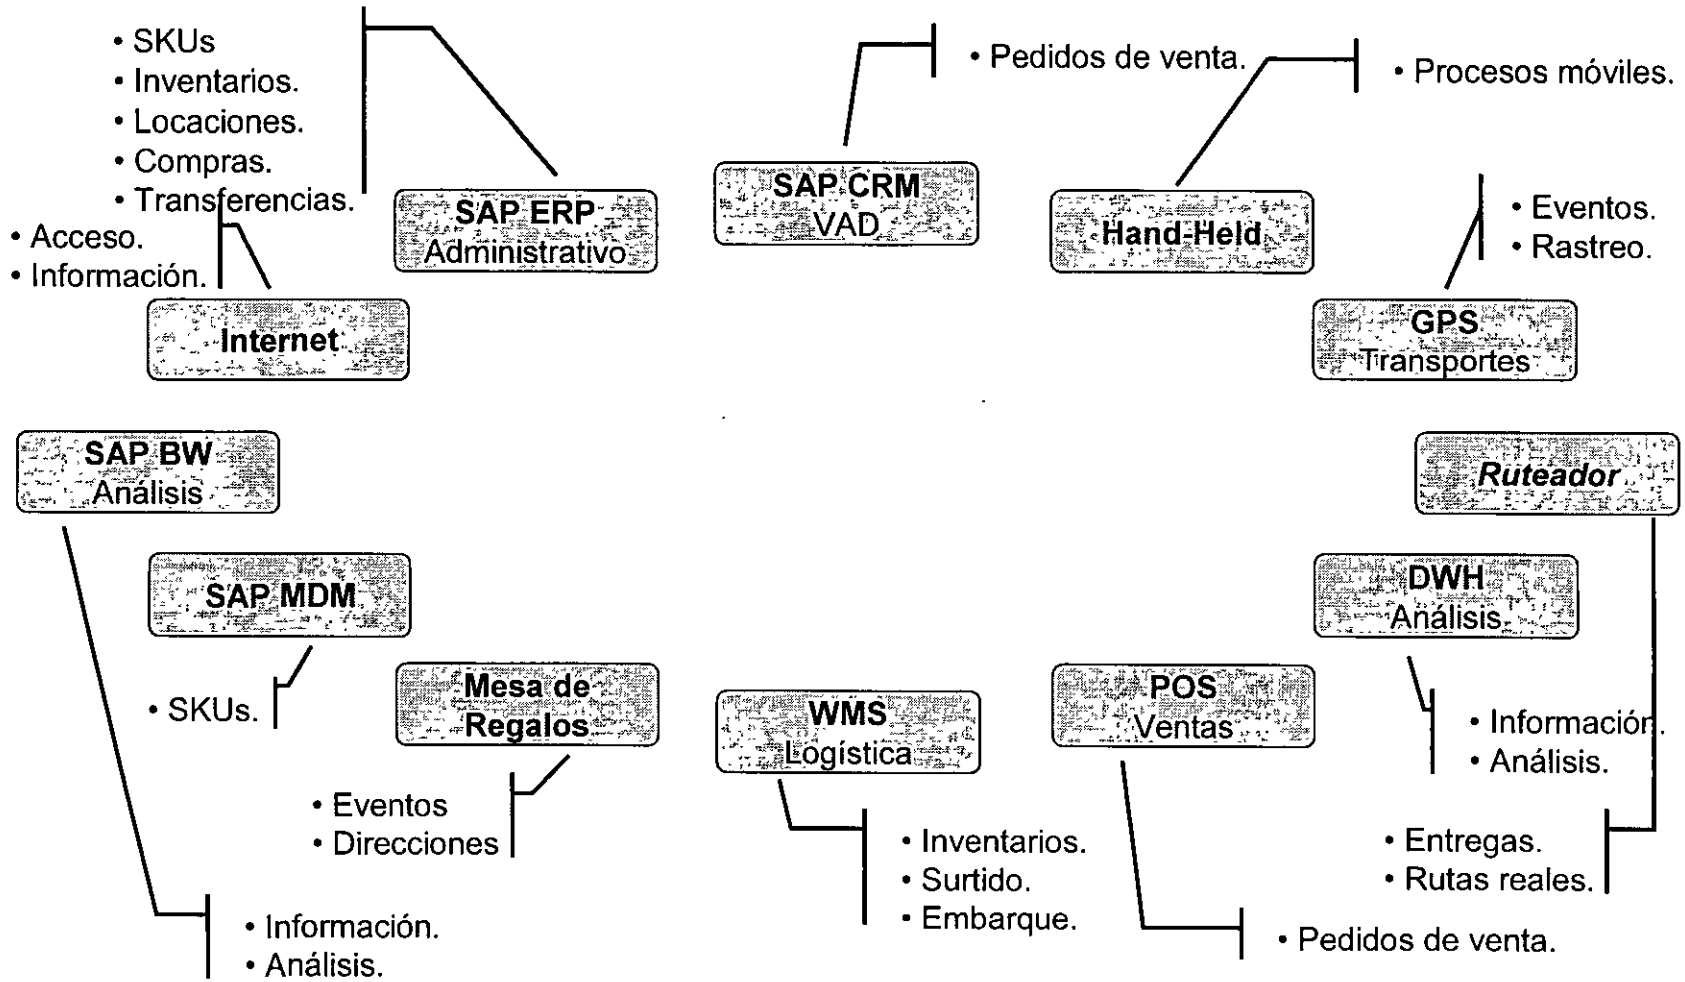 • SKUs
• Inventarios.
• Locaciones.
• Compras.
• Transferencias.
• Pedidos de venta.
• Procesos móviles.
SAP ERP
Administrativo
SAP CRM
VAD
Hand-Held
• Eventos.
• Rastreo.
• Acceso.
• Información.
Internet
GPS
Transportes
SAP BW
Análisis
Ruteador
SAP MDM
DWH
Análisis
• SKUs.
Mesa de
Regalos
WMS
Logística
POS
Ventas
• Información.
• Análisis.
• Eventos
• Direcciones
• Inventarios.
• Surtido.
• Embarque.
• Entregas.
• Rutas reales.
• Información.
• Análisis.
• Pedidos de venta.